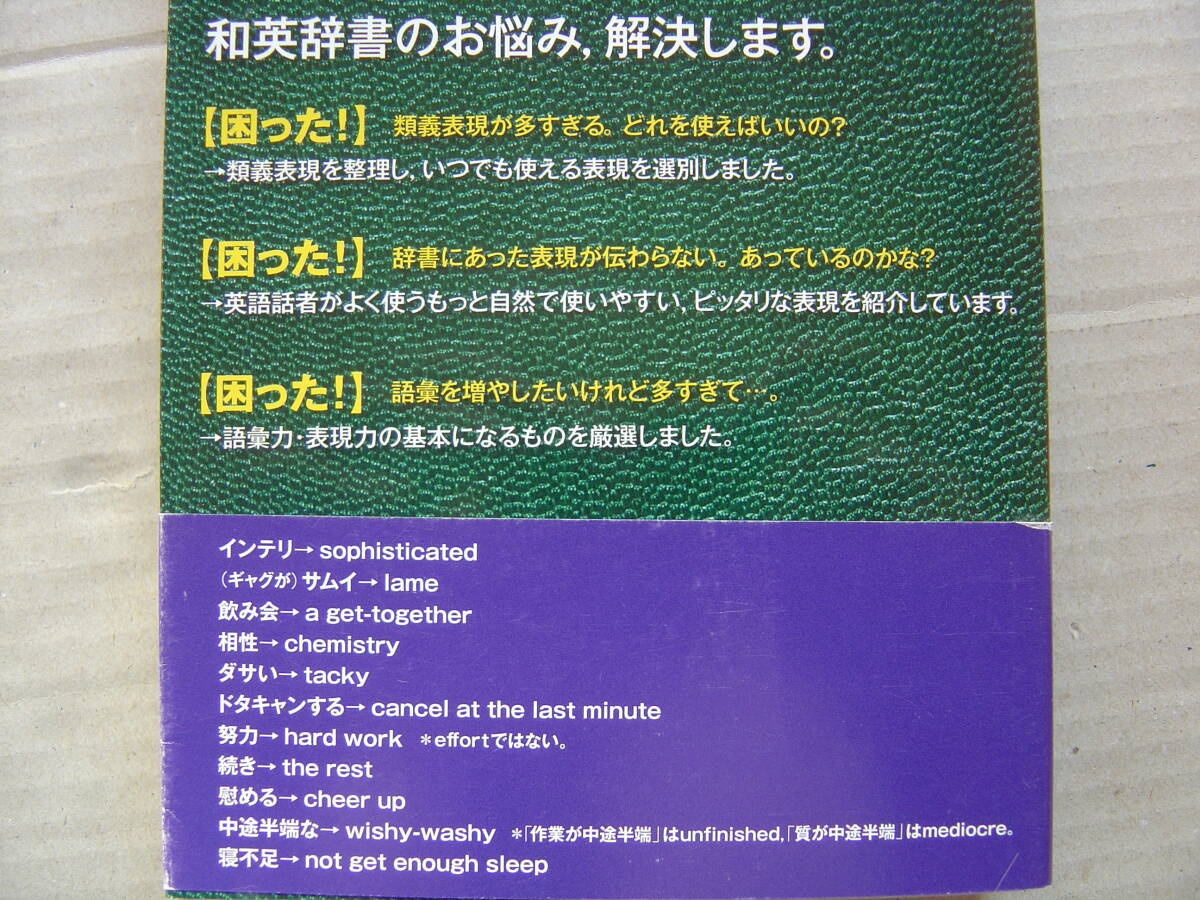 和英辞書のお悩み,解決します。
【困った!】 類義表現が多すぎる。どれを使えばいいの?
→類義表現を整理し,いつでも使える表現を選別しました。
【困った!】 辞書にあった表現が伝わらない。あっているのかな?
→英語話者がよく使うもっと自然で使いやすい,ピッタリな表現を紹介しています。
【困った!】 語彙を増やしたいけれど多すぎて…。
→語彙力・表現力の基本になるものを厳選しました。
インテリ→ sophisticated
(ギャグが)サムイ→ lame
飲み会→ a get-together
相性→ chemistry
ダサい→ tacky
ドタキャンする→ cancel at the last minute
努力→ hard work *effortではない。
続き→ the rest
慰める→ cheer up
中途半端な→ wishy-washy *「作業が中途半端」はunfinished,「質が中途半端」はmediocre。
寝不足→ not get enough sleep